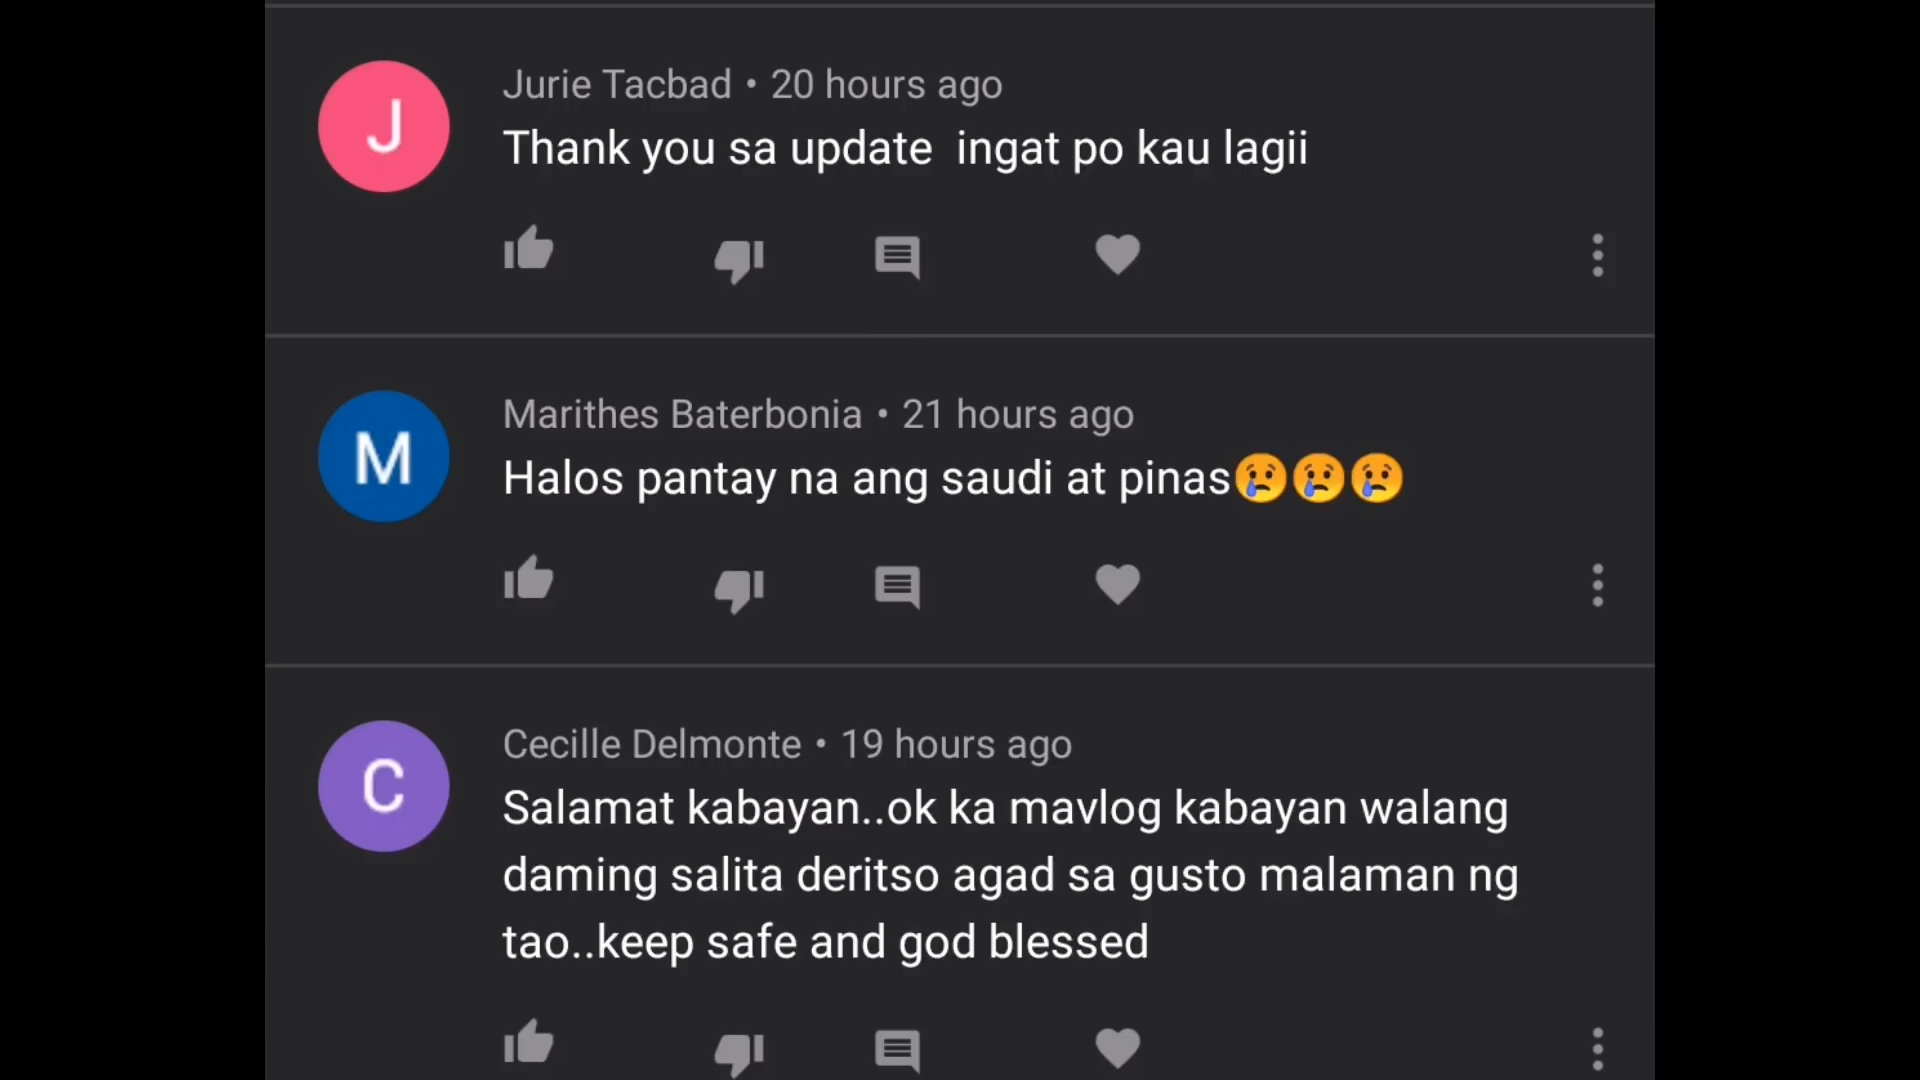 J
Jurie Tacbad • 20 hours ago
Thank you sa update  ingat po kau lagii
M
Marithes Baterbonia • 21 hours ago
Halos pantay na ang saudi at pinas😢😢😢
C
Cecille Delmonte • 19 hours ago
Salamat kabayan..ok ka mavlog kabayan walang
daming salita deritso agad sa gusto malaman ng
tao..keep safe and god blessed